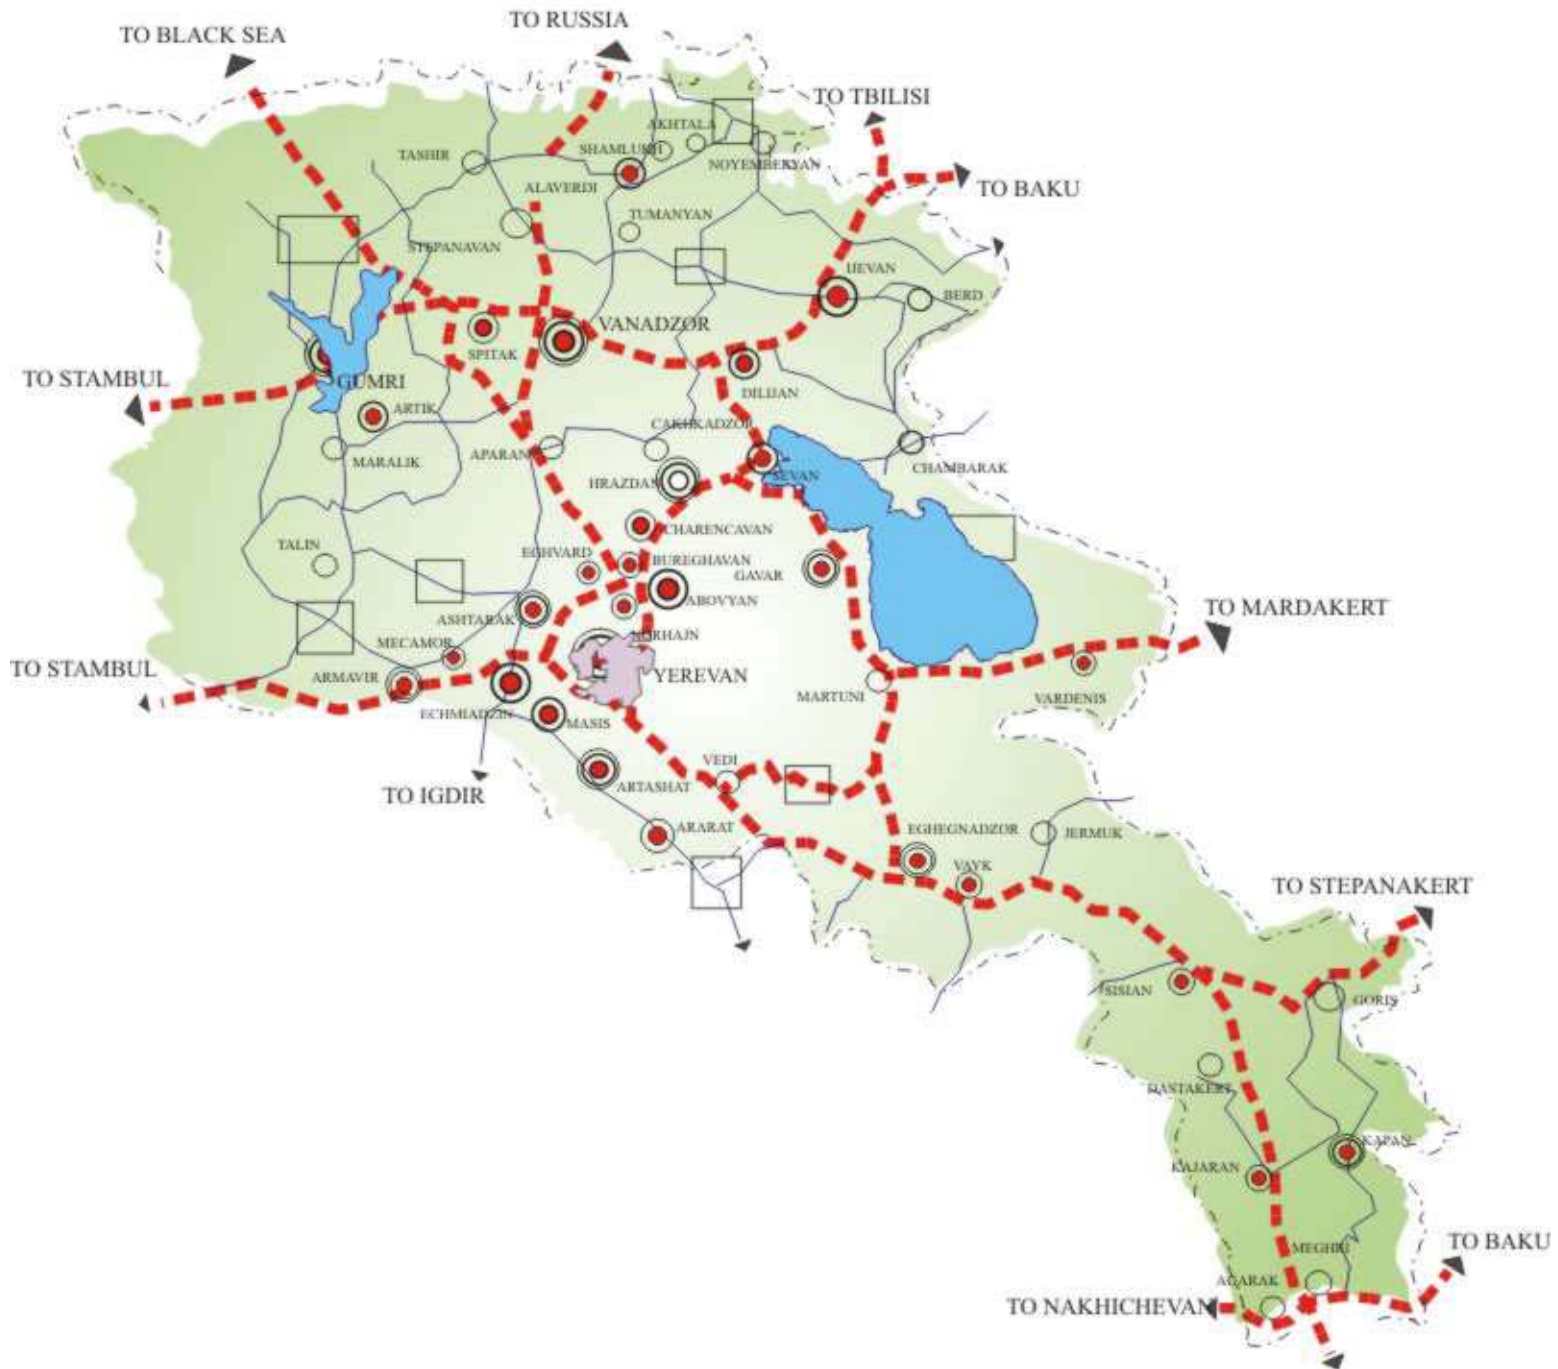 TO RUSSIA
TO BLACK SEA
TO TBILISI
AKHTALA
SHAMLUKH
TASHIR
NOYEMBERYAN
ALAVERDI
TO BAKU
TUMANYAN
STEPANAVAN
IJEVAN
BERD
VANADZOR
SPITAK
TO STAMBUL
GUMRI
DILIJAN
ARTIK
CAKHKADZOR
APARAN
MARALIK
CHAMBARAK
SEVAN
HRAZDAN
CHARENCAVAN
TALIN
EGHVARD
BUREGHAVAN
GAVAR
ABOVYAN
TO MARDAKERT
ASHTARAK
NORHAJN
MECAMOR
TO STAMBUL
ARMAVIR
YEREVAN
MARTUNI
VARDENIS
ECHMIADZIN
MASIS
VEDI
ARTASHAT
TO IGDIR
ARARAT
EGHEGNADZOR
JERMUK
VAYK
TO STEPANAKERT
SISIAN
GORIS
DASTAKERT
KAPAN
KAJARAN
MEGHRI
TO BAKU
AGARAK
TO NAKHICHEVAN